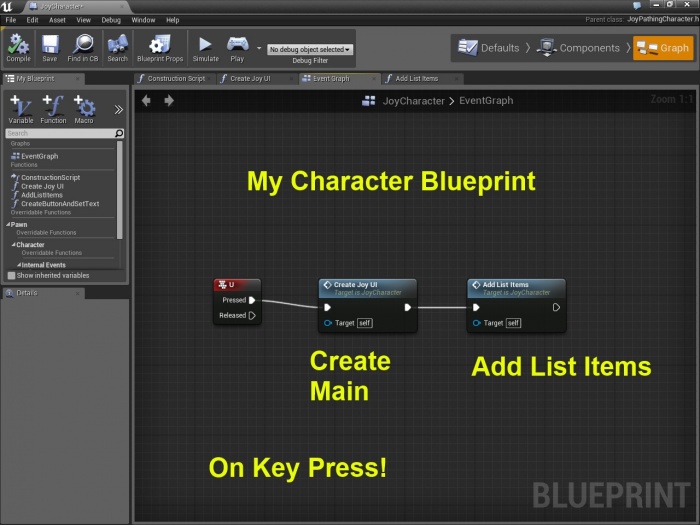 JoyCharacter*
File Edit Asset View Debug Window Help
Parent class: JoyPathingCharacter.h
Compile
Save
Find in CB
Search
Blueprint Props
Simulate
Play
No debug object selected
Debug Filter
Defaults
Components
Graph
My Blueprint
Construction Script
Create Joy UI
Event Graph
Add List Items
Variable
Function
Macro
JoyCharacter > EventGraph
Zoom 1:1
Search
Graphs
EventGraph
Functions
ConstructionScript
Create Joy UI
AddListItems
CreateButtonAndSetText
Overridable Functions
Pawn
Overridable Functions
Character
Overridable Functions
Internal Events
Show inherited variables
Details
My Character Blueprint
U
Pressed
Released
Create Joy UI
Target is JoyCharacter
Target self
Add List Items
Target is JoyCharacter
Target self
Create
Main
Add List Items
On Key Press!
BLUEPRINT